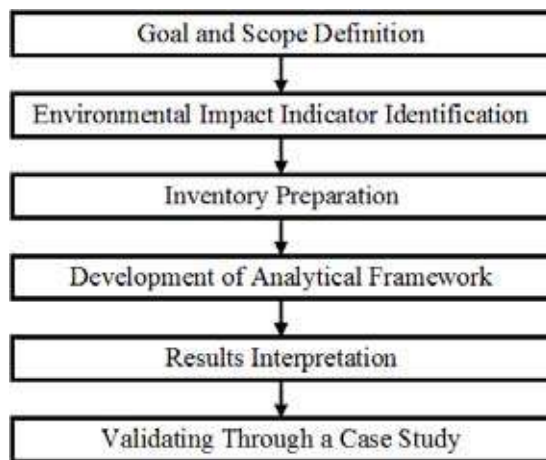 Goal and Scope Definition
Environmental Impact Indicator Identification
Inventory Preparation
Development of Analytical Framework
Results Interpretation
Validating Through a Case Study